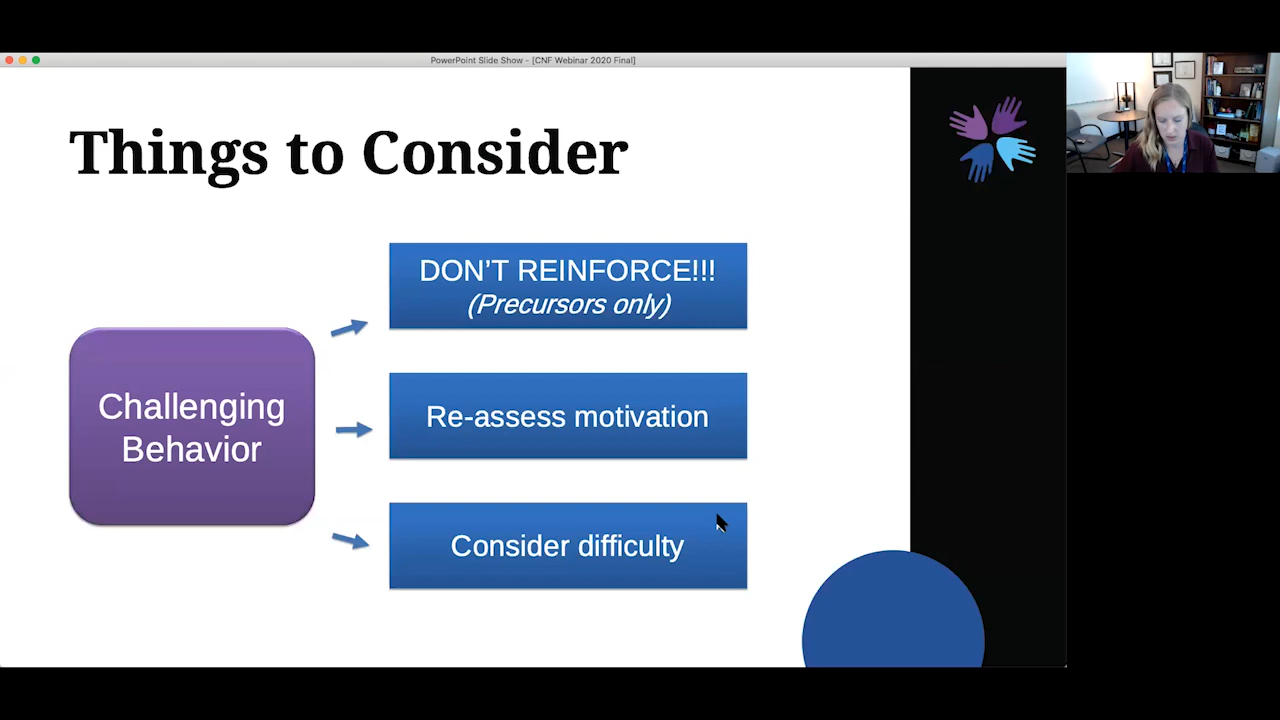 PowerPoint Slide Show - [CNF Webinar 2020 Final]
Things to Consider
DON’T REINFORCE!!!
(Precursors only)
Challenging
Behavior
Re-assess motivation
Consider difficulty